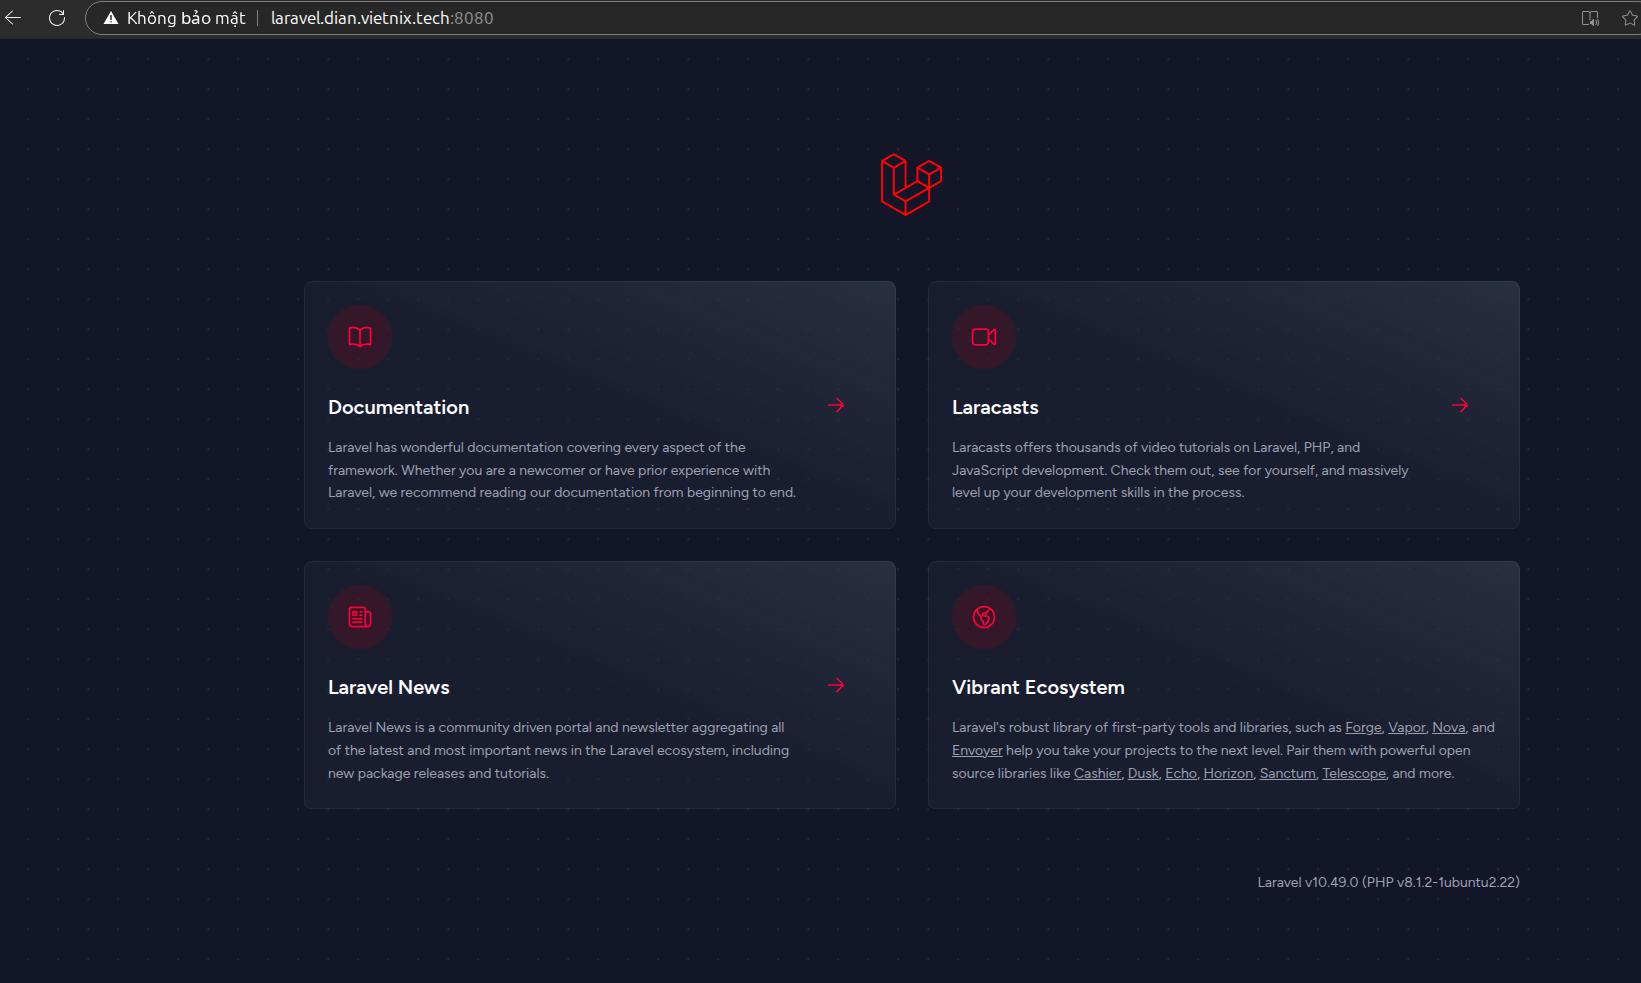 Không bảo mật laravel.dian.vietnix.tech:8080
Documentation
Laravel has wonderful documentation covering every aspect of the
framework. Whether you are a newcomer or have prior experience with
Laravel, we recommend reading our documentation from beginning to end.
Laracasts
Laracasts offers thousands of video tutorials on Laravel, PHP, and
JavaScript development. Check them out, see for yourself, and massively
level up your development skills in the process.
Laravel News
Laravel News is a community driven portal and newsletter aggregating all
of the latest and most important news in the Laravel ecosystem, including
new package releases and tutorials.
Vibrant Ecosystem
Laravel's robust library of first-party tools and libraries, such as Forge, Vapor, Nova, and
Envoyer help you take your projects to the next level. Pair them with powerful open
source libraries like Cashier, Dusk, Echo, Horizon, Sanctum, Telescope, and more.
Laravel v10.49.0 (PHP v8.1.2-1ubuntu2.22)